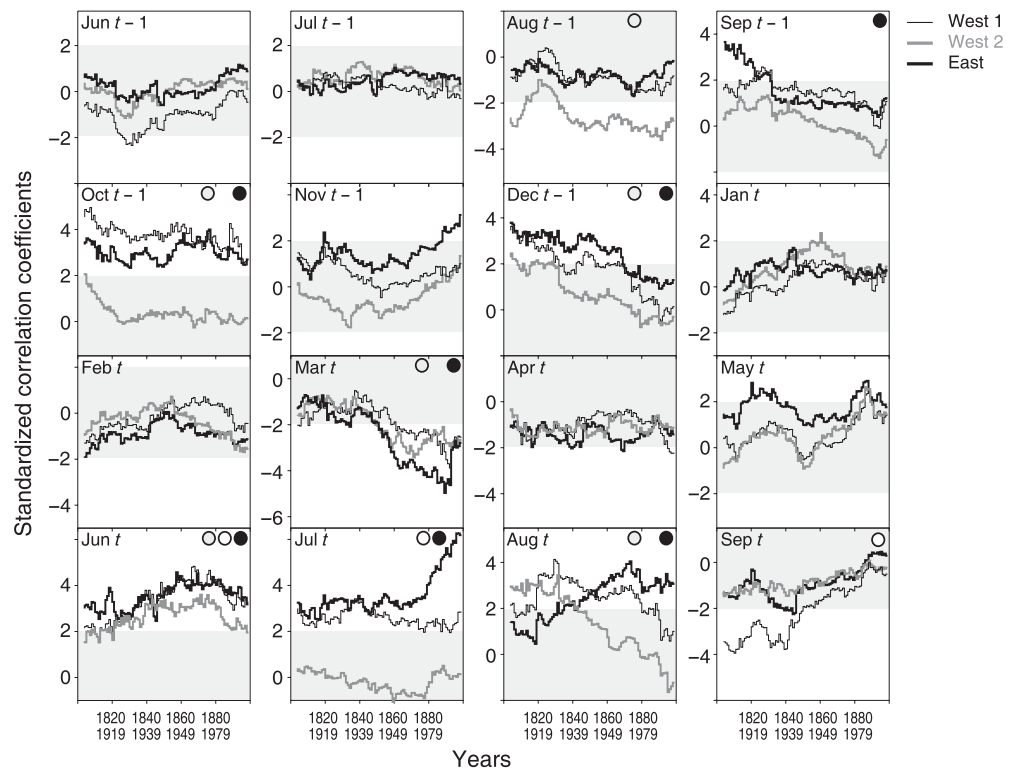 Jun t – 1
Jul t – 1
Aug t – 1
Sep t – 1
West 1
West 2
East
2
0
−2
2
0
−2
0
−2
−4
4
2
0
Oct t – 1
Nov t – 1
Dec t – 1
Jan t
4
2
0
2
0
−2
4
2
0
4
2
0
−2
Feb t
Mar t
Apr t
May t
0
−2
−4
0
−2
−4
−6
0
−2
−4
2
0
−2
Jun t
Jul t
Aug t
Sep t
4
2
0
4
2
0
4
2
0
0
−2
−4
1820 1840 1860 1880
1919 1939 1949 1979
1820 1840 1860 1880
1919 1939 1949 1979
1820 1840 1860 1880
1919 1939 1949 1979
1820 1840 1860 1880
1919 1939 1949 1979
Years
Standardized correlation coefficients